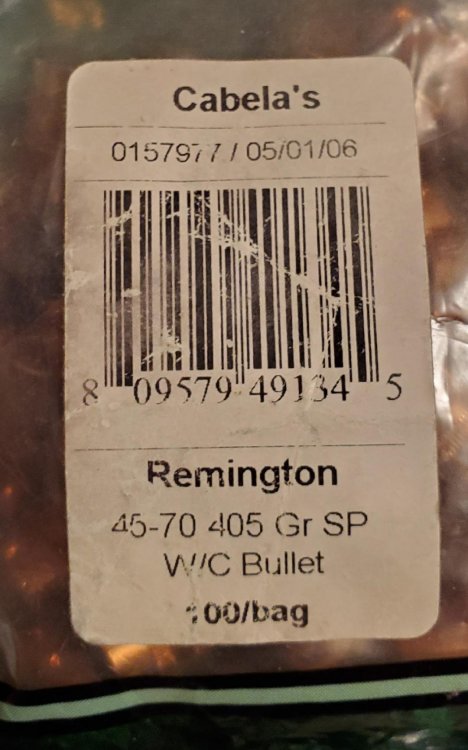 Cabela's
0157977 / 05/01/06
8 09579 49134 5
Remington
45-70 405 Gr SP
W/C Bullet
100/bag